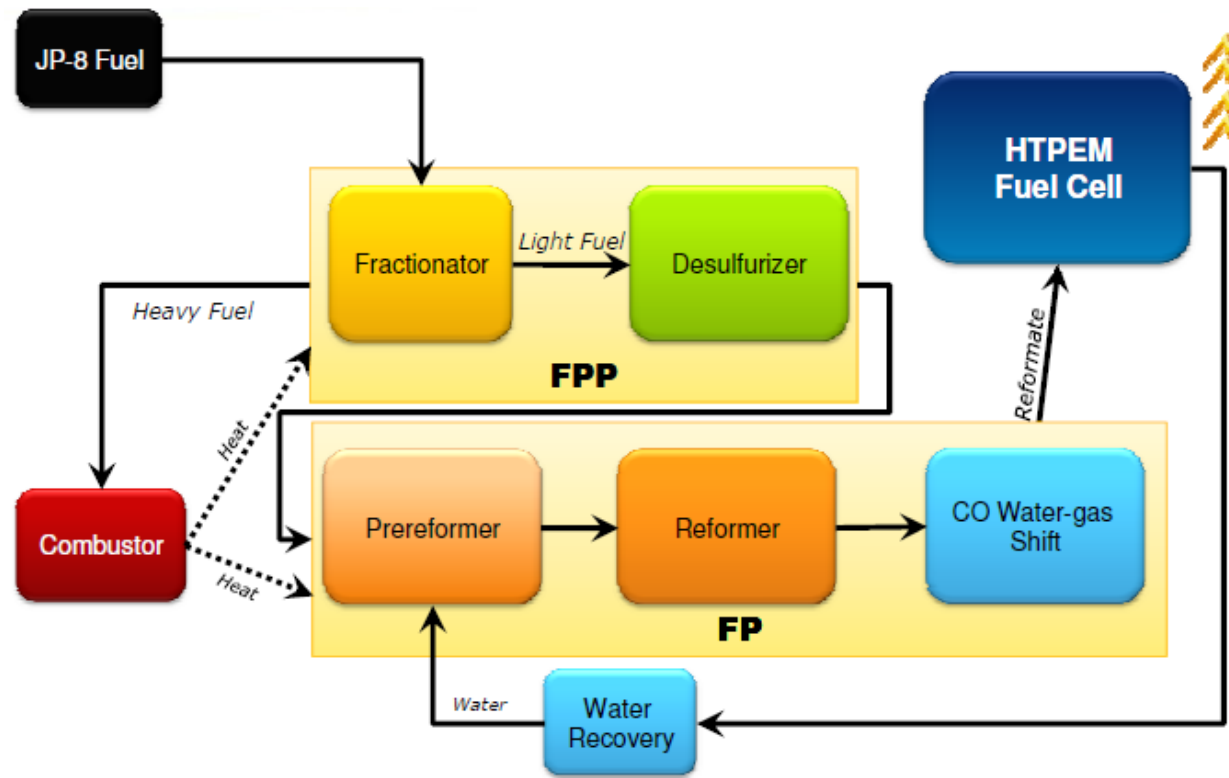 JP-8 Fuel
HTPEM
Fuel Cell
Fractionator
Light Fuel
Desulfurizer
Heavy Fuel
FPP
Reformate
Heat
Combustor
Heat
Prereformer
Reformer
CO Water-gas
Shift
FP
Water
Water
Recovery